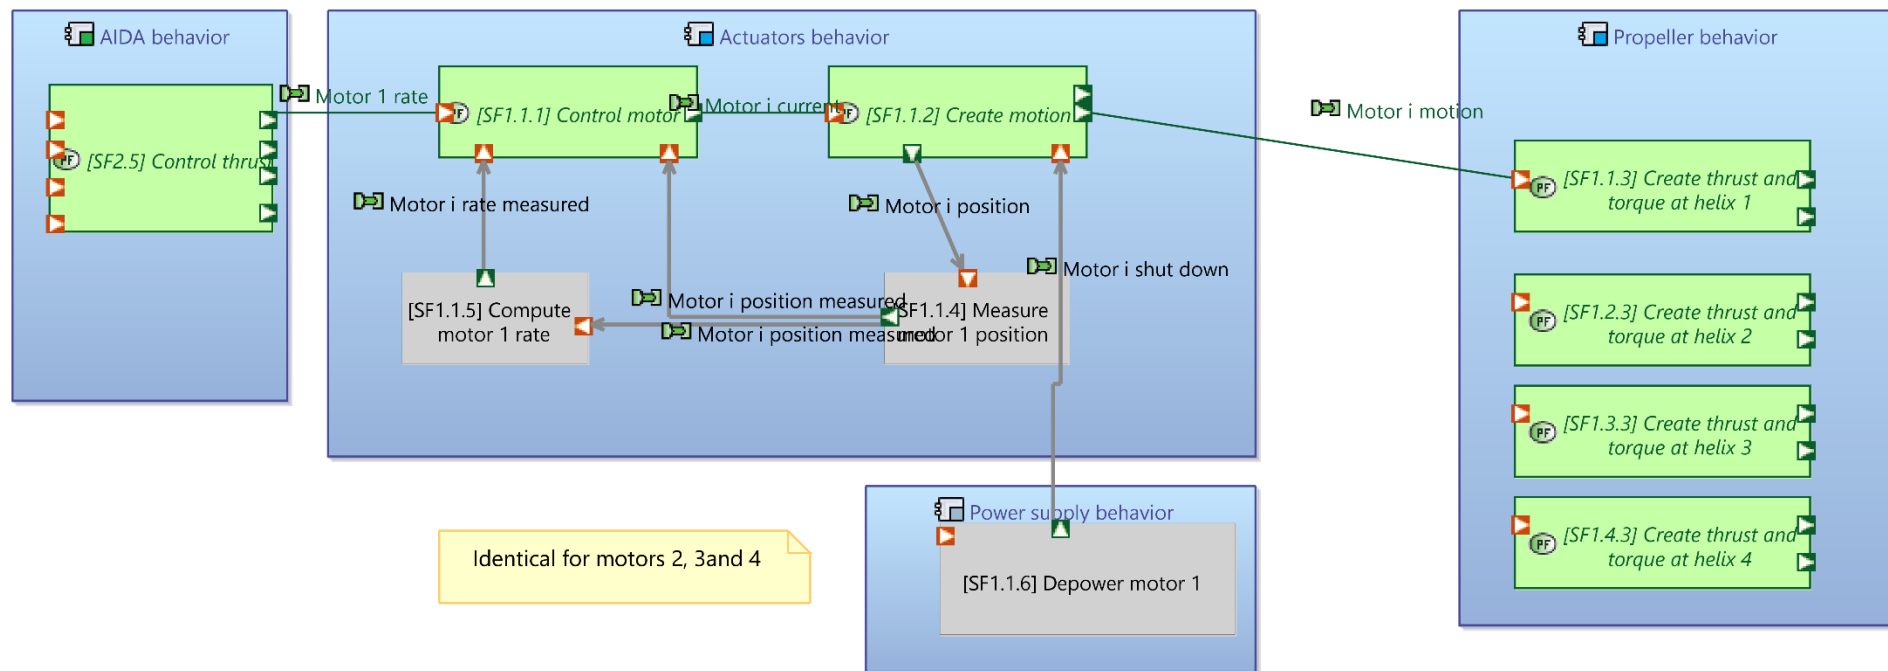 AIDA behavior
Actuators behavior
Propeller behavior
Motor 1 rate
[SF2.5] Control thrust
PF
[SF1.1.1] Control motor
Motor i current
[SF1.1.2] Create motion
Motor i motion
PF
[SF1.1.3] Create thrust and
torque at helix 1
Motor i rate measured
Motor i position
Motor i shut down
[SF1.1.5] Compute
motor 1 rate
Motor i position measured
Motor i position measured
[SF1.1.4] Measure
motor 1 position
PF
[SF1.2.3] Create thrust and
torque at helix 2
PF
[SF1.3.3] Create thrust and
torque at helix 3
PF
[SF1.4.3] Create thrust and
torque at helix 4
Power supply behavior
[SF1.1.6] Depower motor 1
Identical for motors 2, 3and 4